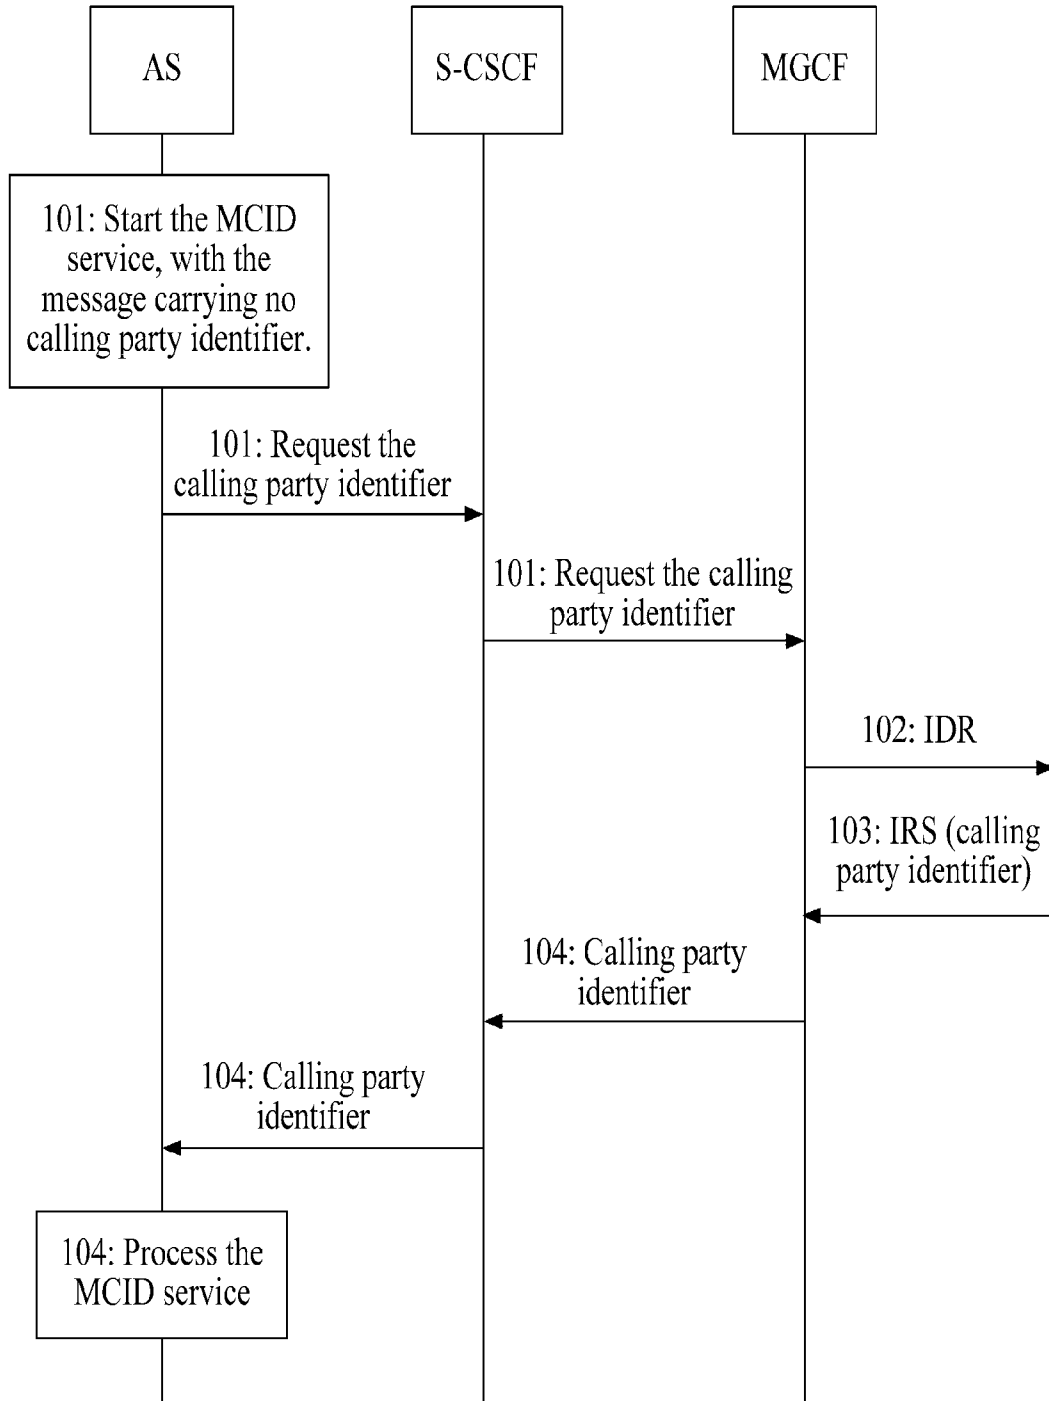 AS
S-CSCF
MGCF
101: Start the MCID
service, with the
message carrying no
calling party identifier.
101: Request the
calling party identifier
101: Request the calling
party identifier
102: IDR
103: IRS (calling
party identifier)
104: Calling party
identifier
104: Calling party
identifier
104: Process the
MCID service